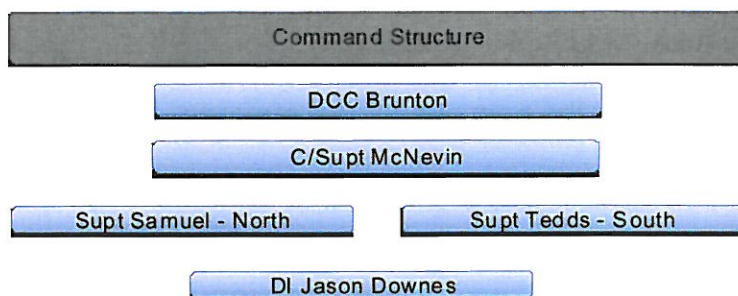 Command Structure
DCC Brunton
C/Supt McNevin
Supt Samuel - North
Supt Tedds - South
DI Jason Downes